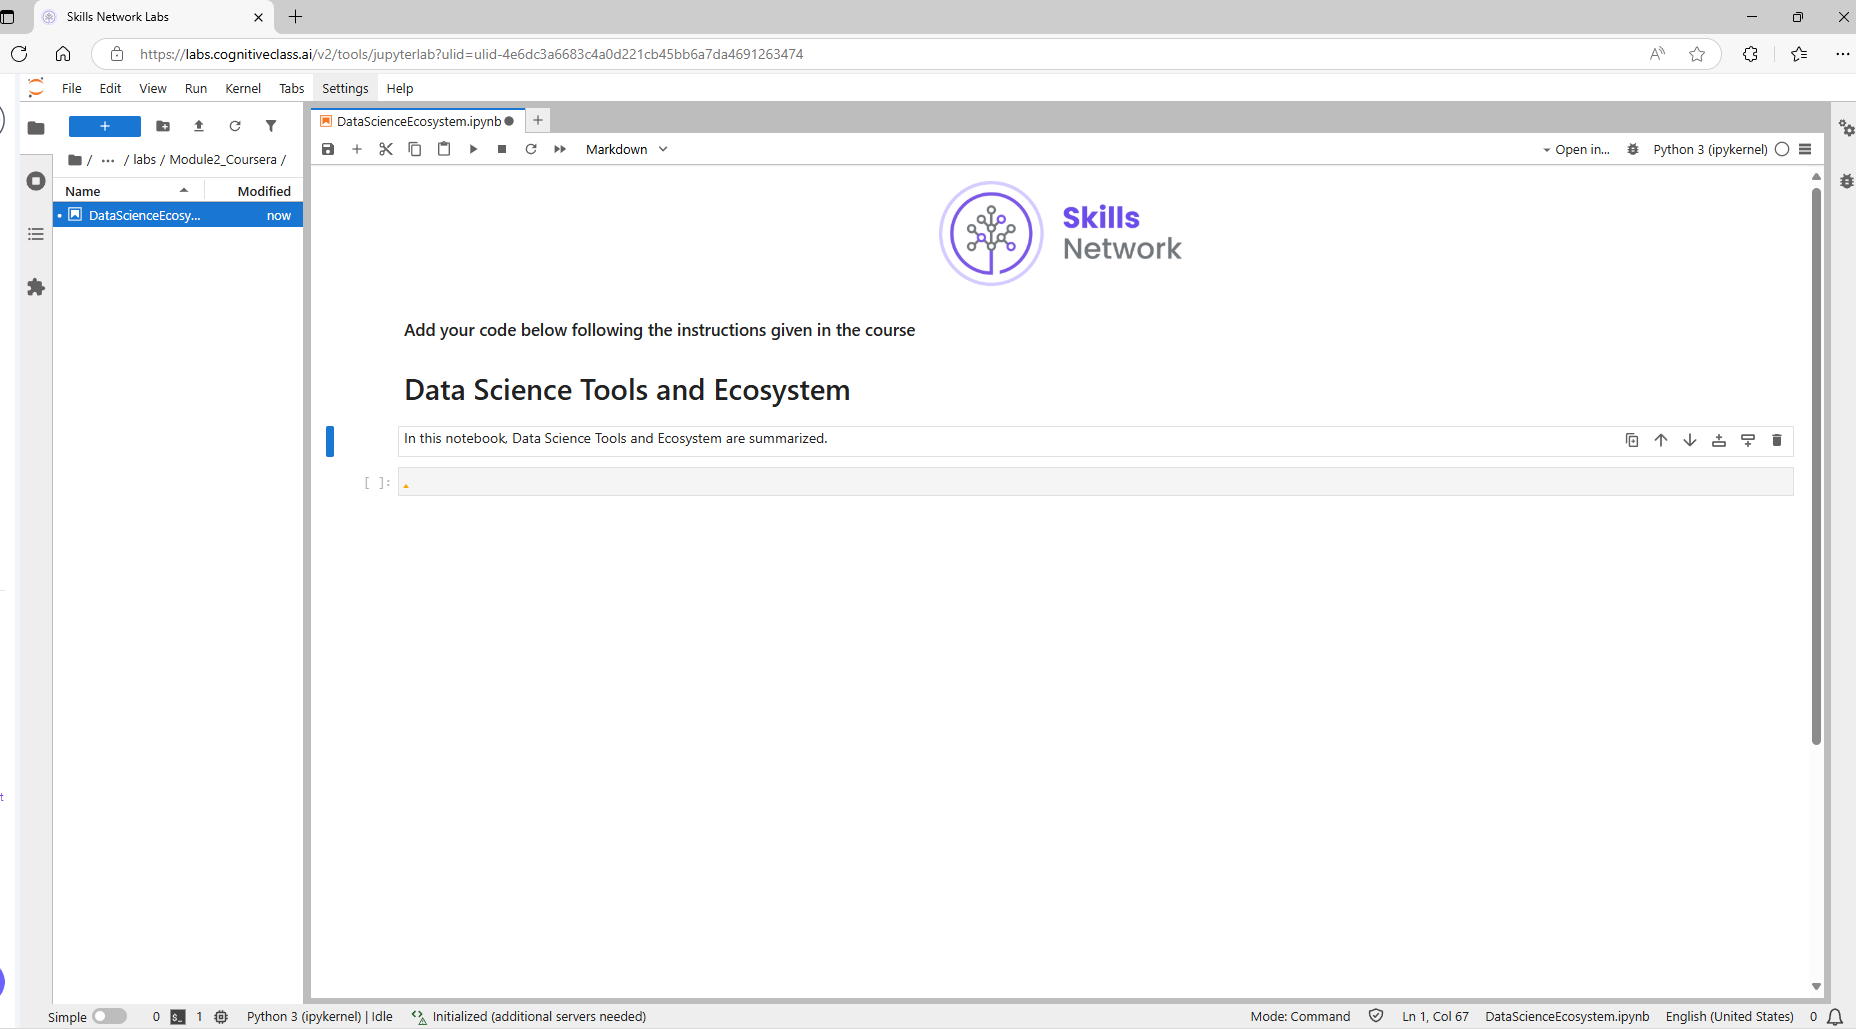 Skills Network Labs
https://labs.cognitiveclass.ai/v2/tools/jupyterlab?ulid=ulid-4e6dc3a6683c4a0d221cb45bb6a7da4691263474
File Edit View Run Kernel Tabs Settings Help
DataScienceEcosystem.ipynb
Markdown Open in... Python 3 (ipykernel)
/ ... / labs / Module2_Coursera /
Name Modified
DataScienceEcosy... now
Skills
Network
Add your code below following the instructions given in the course
Data Science Tools and Ecosystem
In this notebook, Data Science Tools and Ecosystem are summarized.
[ ]:
t
Simple 0 $_ 1 Python 3 (ipykernel) | Idle Initialized (additional servers needed) Mode: Command Ln 1, Col 67 DataScienceEcosystem.ipynb English (United States) 0